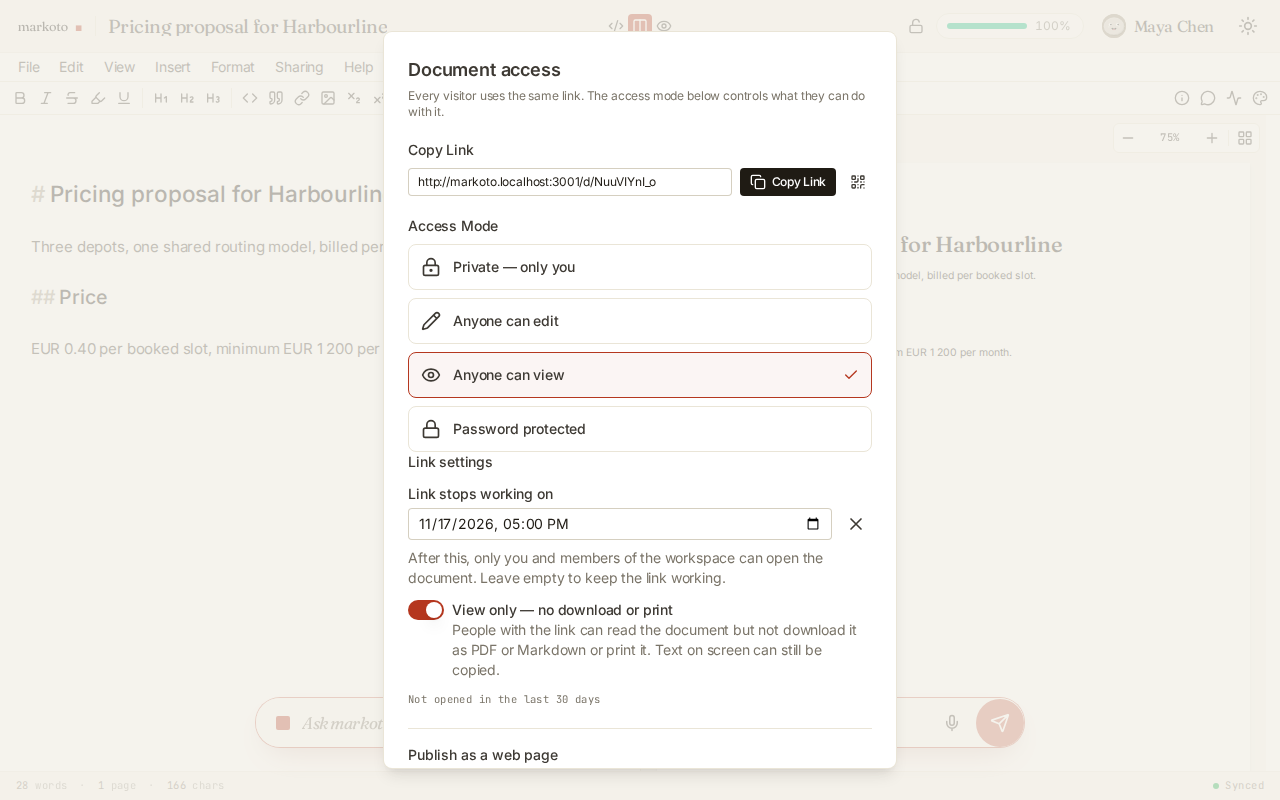 markoto
Pricing proposal for Harbourline
100%
Maya Chen
File Edit View Insert Format Sharing Help
H1 H2 H3
75%
# Pricing proposal for Harbourlin
Three depots, one shared routing model, billed per
## Price
EUR 0.40 per booked slot, minimum EUR 1 200 per
for Harbourline
model, billed per booked slot.
EUR 1 200 per month.
Document access
Every visitor uses the same link. The access mode below controls what they can do
with it.
Copy Link
http://markoto.localhost:3001/d/NuuVIYnI_o
Copy Link
Access Mode
Private — only you
Anyone can edit
Anyone can view
Password protected
Link settings
Link stops working on
11/17/2026, 05:00 PM
After this, only you and members of the workspace can open the
document. Leave empty to keep the link working.
View only — no download or print
People with the link can read the document but not download it
as PDF or Markdown or print it. Text on screen can still be
copied.
Not opened in the last 30 days
Publish as a web page
Ask markot
28 words · 1 page · 166 chars
Synced